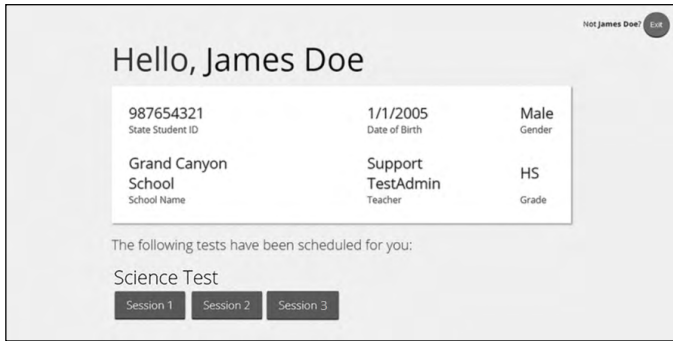 Not James Doe? Exit
Hello, James Doe
987654321 1/1/2005 Male
State Student ID Date of Birth Gender
Grand Canyon School Support TestAdmin HS
School Name Teacher Grade
The following tests have been scheduled for you:
Science Test
Session 1 Session 2 Session 3